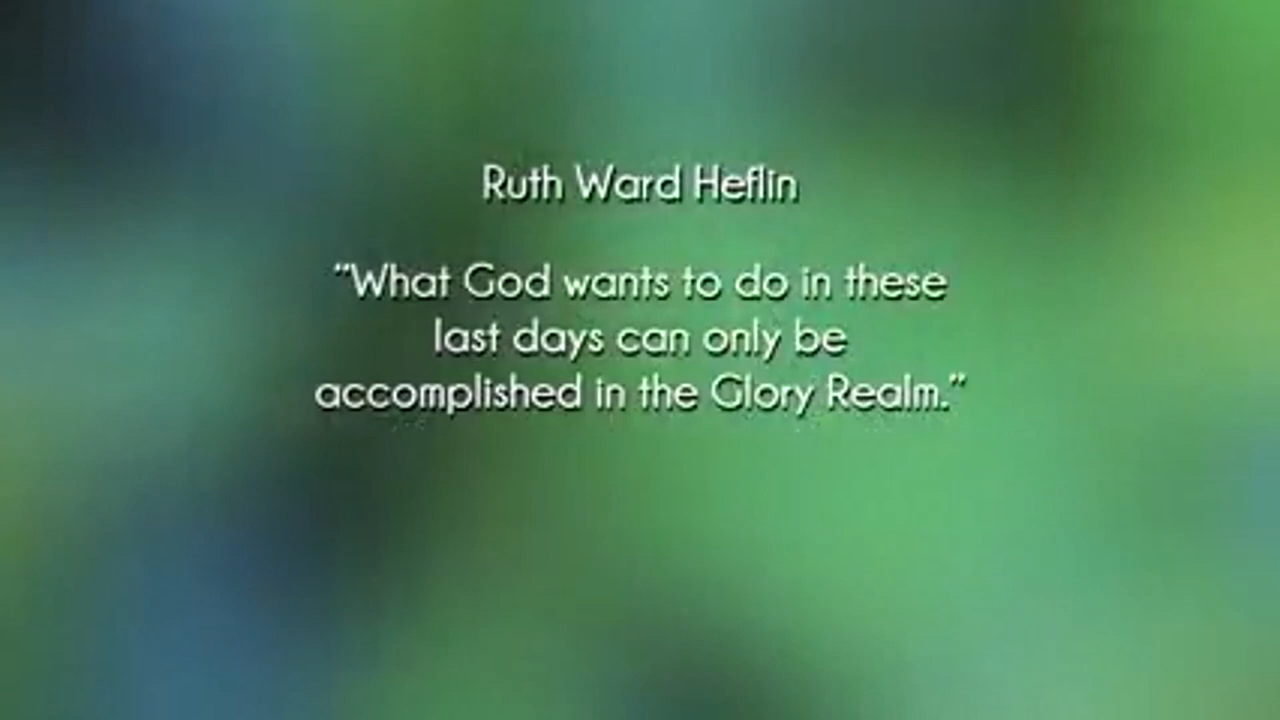 Ruth Ward Heflin
“What God wants to do in these
last days can only be
accomplished in the Glory Realm.”